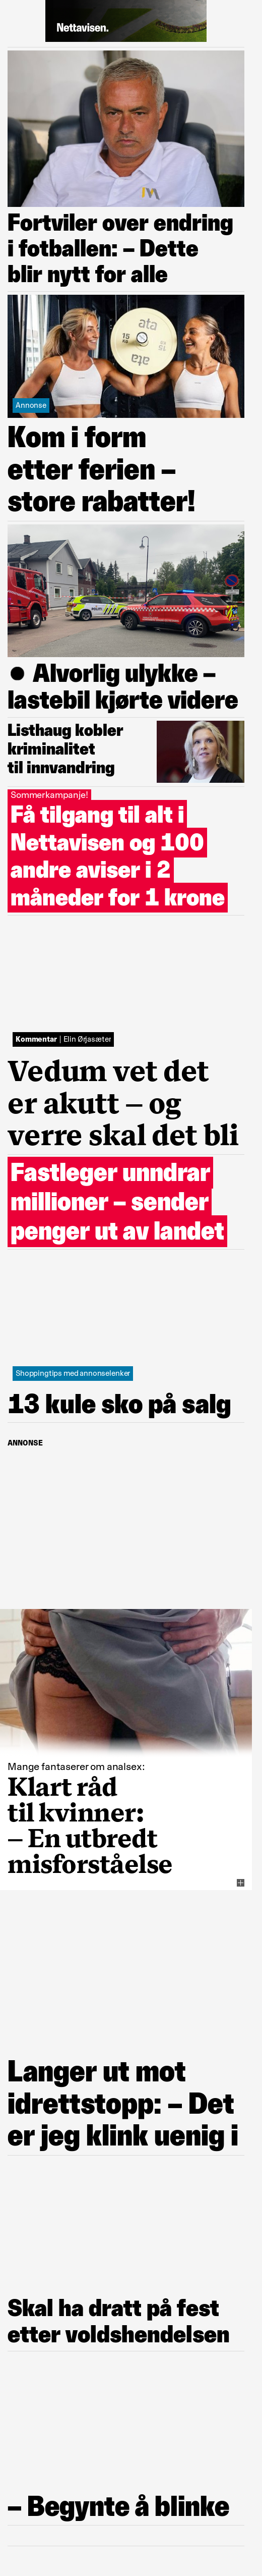 Nettavisen.
Fortviler over endring
i fotballen: – Dette
blir nytt for alle
ata
Annonse
Kom i form
etter ferien –
store rabatter!
● Alvorlig ulykke –
lastebil kjørte videre
Listhaug kobler
kriminalitet
til innvandring
Sommerkampanje!
Få tilgang til alt i
Nettavisen og 100
andre aviser i 2
måneder for 1 krone
Kommentar | Elin Ørjasæter
Vedum vet det
er akutt – og
verre skal det bli
Fastleger unndrar
millioner – sender
penger ut av landet
Shoppingtips med annonselenker
13 kule sko på salg
ANNONSE
Mange fantaserer om analsex:
Klart råd
til kvinner:
– En utbredt
misforståelse
Langer ut mot
idrettstopp: – Det
er jeg klink uenig i
Skal ha dratt på fest
etter voldshendelsen
– Begynte å blinke